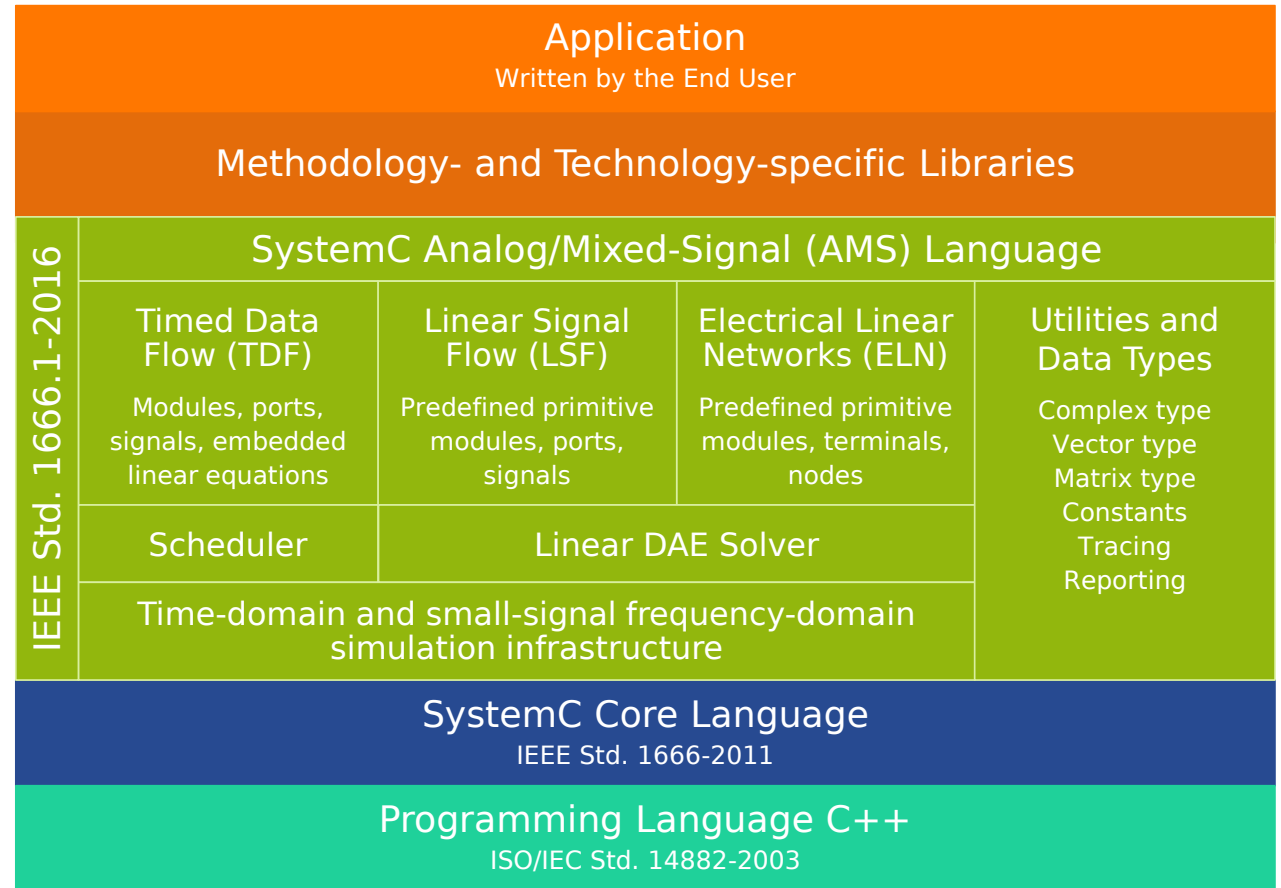 Application
Written by the End User
Methodology- and Technology-specific Libraries
IEEE Std. 1666.1-2016
SystemC Analog/Mixed-Signal (AMS) Language
Timed Data
Flow (TDF)
Modules, ports,
signals, embedded
linear equations
Linear Signal
Flow (LSF)
Predefined primitive
modules, ports,
signals
Electrical Linear
Networks (ELN)
Predefined primitive
modules, terminals,
nodes
Utilities and
Data Types
Complex type
Vector type
Matrix type
Constants
Tracing
Reporting
Scheduler
Linear DAE Solver
Time-domain and small-signal frequency-domain
simulation infrastructure
SystemC Core Language
IEEE Std. 1666-2011
Programming Language C++
ISO/IEC Std. 14882-2003